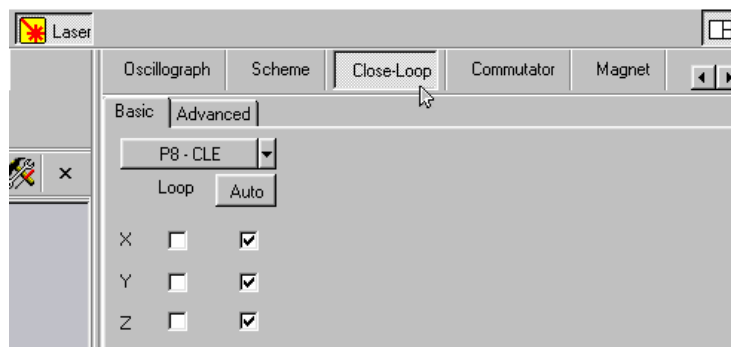 Laser
Oscillograph Scheme Close-Loop Commutator Magnet
Basic Advanced
P8 - CLE
Loop Auto
X
Y
Z